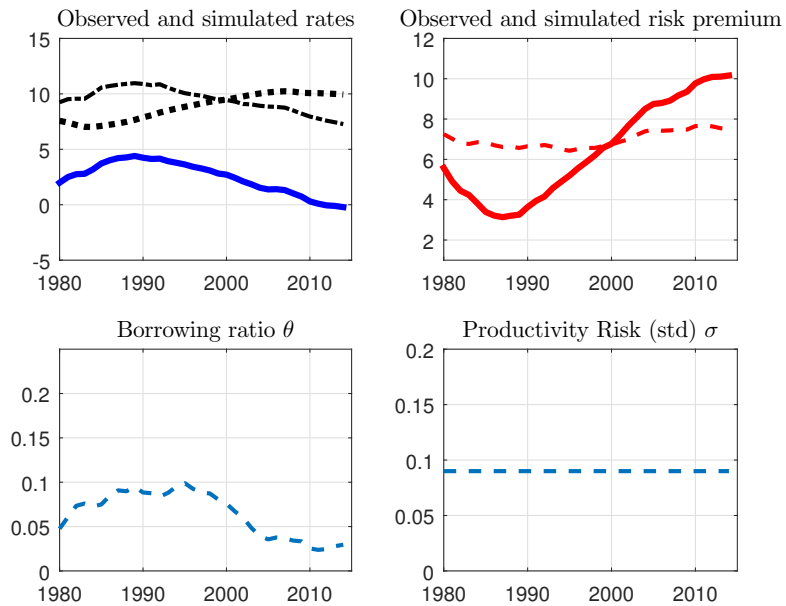 Observed and simulated rates
15
10
5
0
-5
1980 1990 2000 2010
Observed and simulated risk premium
12
10
8
6
4
2
1980 1990 2000 2010
Borrowing ratio θ
0.2
0.15
0.1
0.05
0
1980 1990 2000 2010
Productivity Risk (std) σ
0.2
0.15
0.1
0.05
0
1980 1990 2000 2010